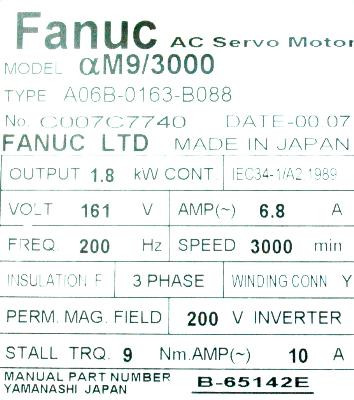 Fanuc AC Servo Motor
MODEL αM9/3000
TYPE A06B-0163-B088
No. C007C7740 DATE-00.07
FANUC LTD MADE IN JAPAN
OUTPUT 1.8 kW CONT. IEC34-1/A2 1989
VOLT 161 V AMP(~) 6.8 A
FREQ. 200 Hz SPEED 3000 min
INSULATION F 3 PHASE WINDING CONN Y
PERM. MAG. FIELD 200 V INVERTER
STALL TRQ. 9 Nm.AMP(~) 10 A
MANUAL PART NUMBER B-65142E
YAMANASHI JAPAN